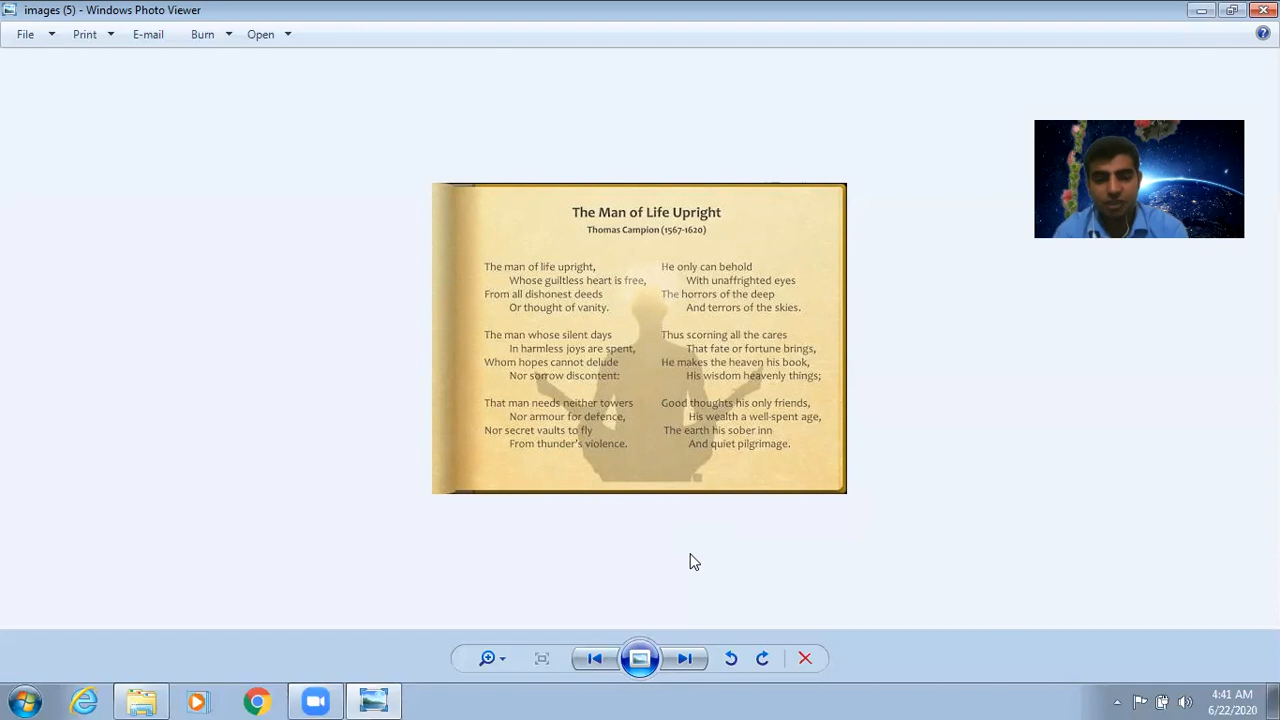 images (5) - Windows Photo Viewer
File
Print
E-mail
Burn
Open
The Man of Life Upright
Thomas Campion (1567-1620)
The man of life upright,
Whose guiltless heart is free,
From all dishonest deeds
Or thought of vanity.
The man whose silent days
In harmless joys are spent,
Whom hopes cannot delude
Nor sorrow discontent:
That man needs neither towers
Nor armour for defence,
Nor secret vaults to fly
From thunder's violence.
He only can behold
With unaffrighted eyes
The horrors of the deep
And terrors of the skies.
Thus scorning all the cares
That fate or fortune brings,
He makes the heaven his book,
His wisdom heavenly things;
Good thoughts his only friends,
His wealth a well-spent age,
The earth his sober inn
And quiet pilgrimage.
4:41 AM
6/22/2020